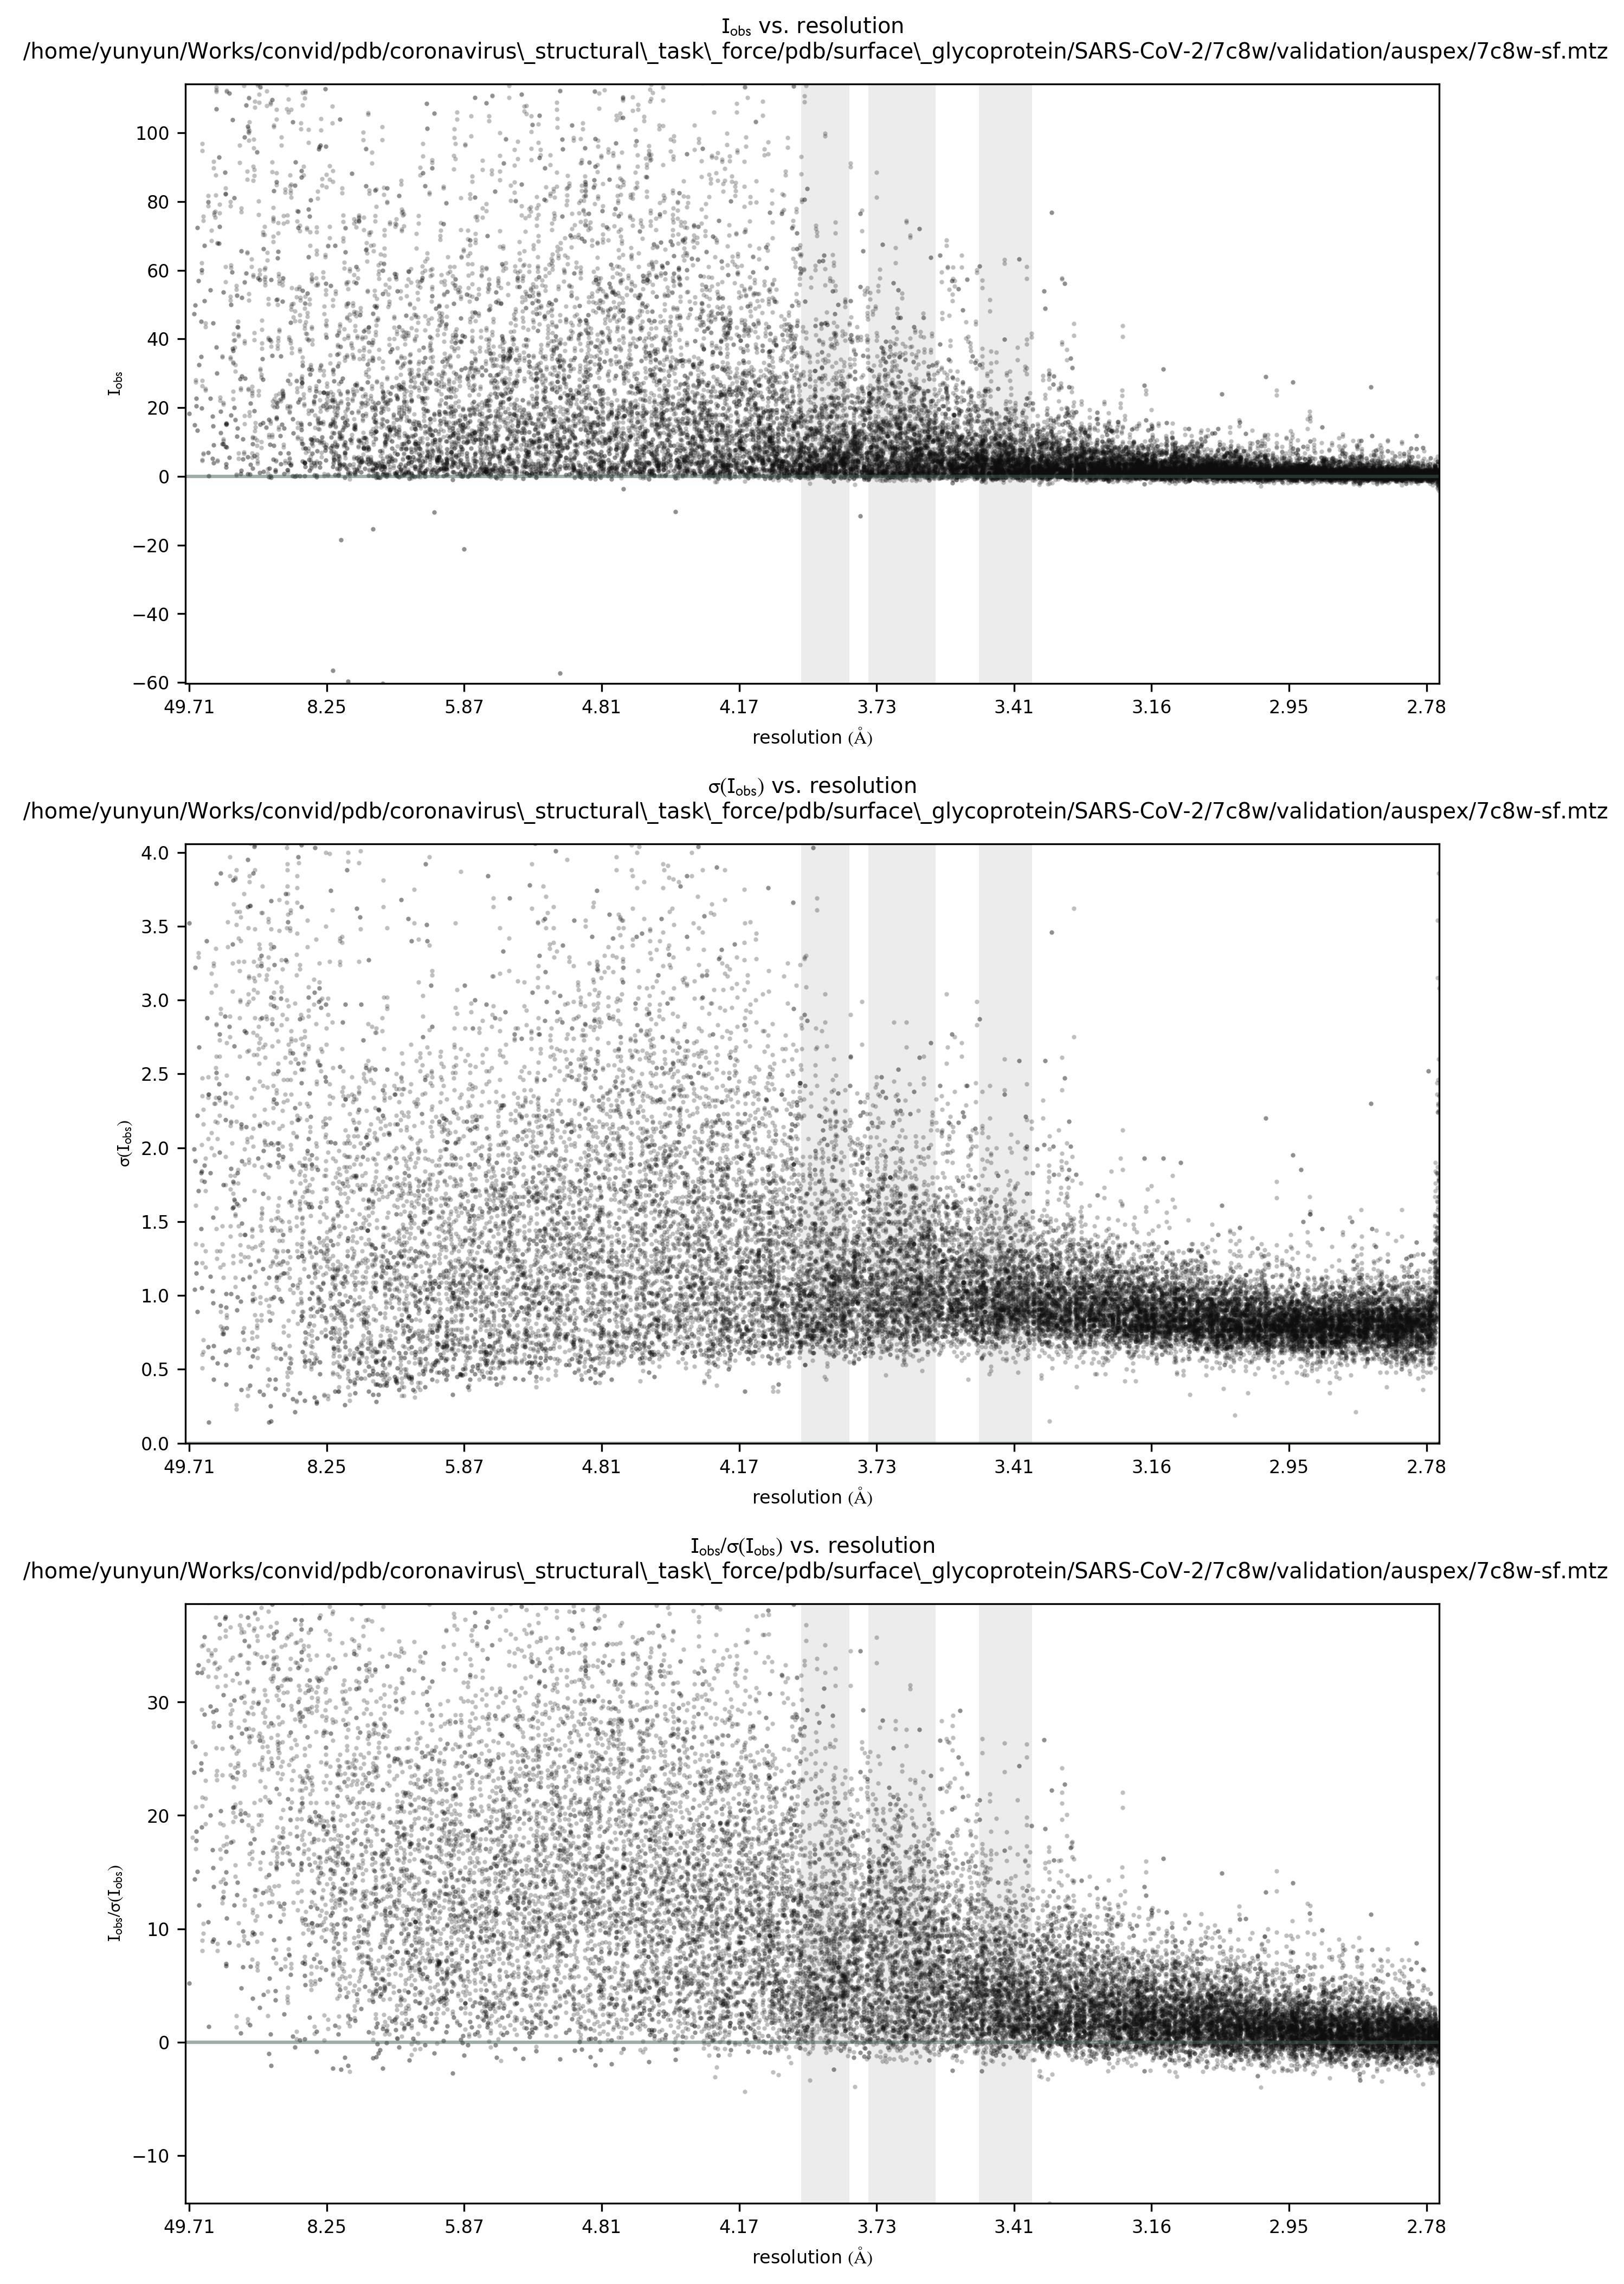 I_obs vs. resolution
/home/yunyun/Works/convid/pdb/coronavirus\_structural\_task\_force/pdb/surface\_glycoprotein/SARS-CoV-2/7c8w/validation/auspex/7c8w-sf.mtz
100
80
60
40
20
0
−20
−40
−60
I_obs
49.71 8.25 5.87 4.81 4.17 3.73 3.41 3.16 2.95 2.78
resolution (Å)
σ(I_obs) vs. resolution
/home/yunyun/Works/convid/pdb/coronavirus\_structural\_task\_force/pdb/surface\_glycoprotein/SARS-CoV-2/7c8w/validation/auspex/7c8w-sf.mtz
4.0
3.5
3.0
2.5
2.0
1.5
1.0
0.5
0.0
σ(I_obs)
49.71 8.25 5.87 4.81 4.17 3.73 3.41 3.16 2.95 2.78
resolution (Å)
I_obs/σ(I_obs) vs. resolution
/home/yunyun/Works/convid/pdb/coronavirus\_structural\_task\_force/pdb/surface\_glycoprotein/SARS-CoV-2/7c8w/validation/auspex/7c8w-sf.mtz
30
20
10
0
−10
I_obs/σ(I_obs)
49.71 8.25 5.87 4.81 4.17 3.73 3.41 3.16 2.95 2.78
resolution (Å)